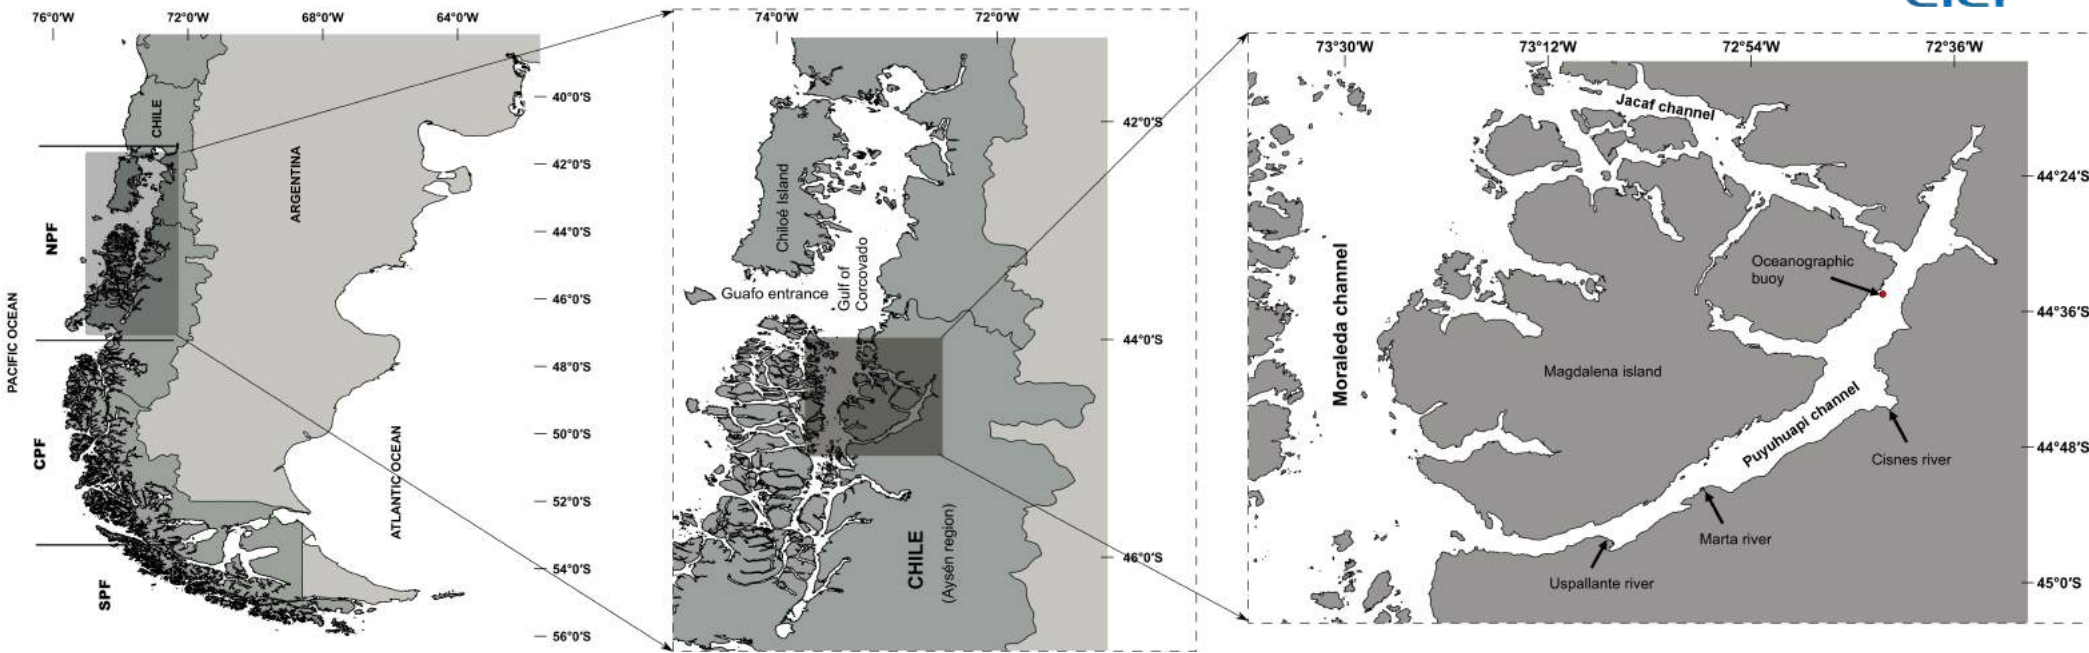 76°0'W
72°0'W
68°0'W
64°0'W
40°0'S
42°0'S
44°0'S
46°0'S
48°0'S
50°0'S
52°0'S
54°0'S
56°0'S
CHILE
ARGENTINA
NPF
PACIFIC OCEAN
CPF
ATLANTIC OCEAN
SPF
74°0'W
72°0'W
42°0'S
44°0'S
46°0'S
Chiloé Island
Guafo entrance
Gulf of
Corcovado
CHILE
(Aysén region)
73°30'W
73°12'W
72°54'W
72°36'W
44°24'S
44°36'S
44°48'S
45°0'S
Jacaf channel
Moraleda channel
Oceanographic
buoy
Magdalena island
Puyuhuapi channel
Cisnes river
Marta river
Uspallante river